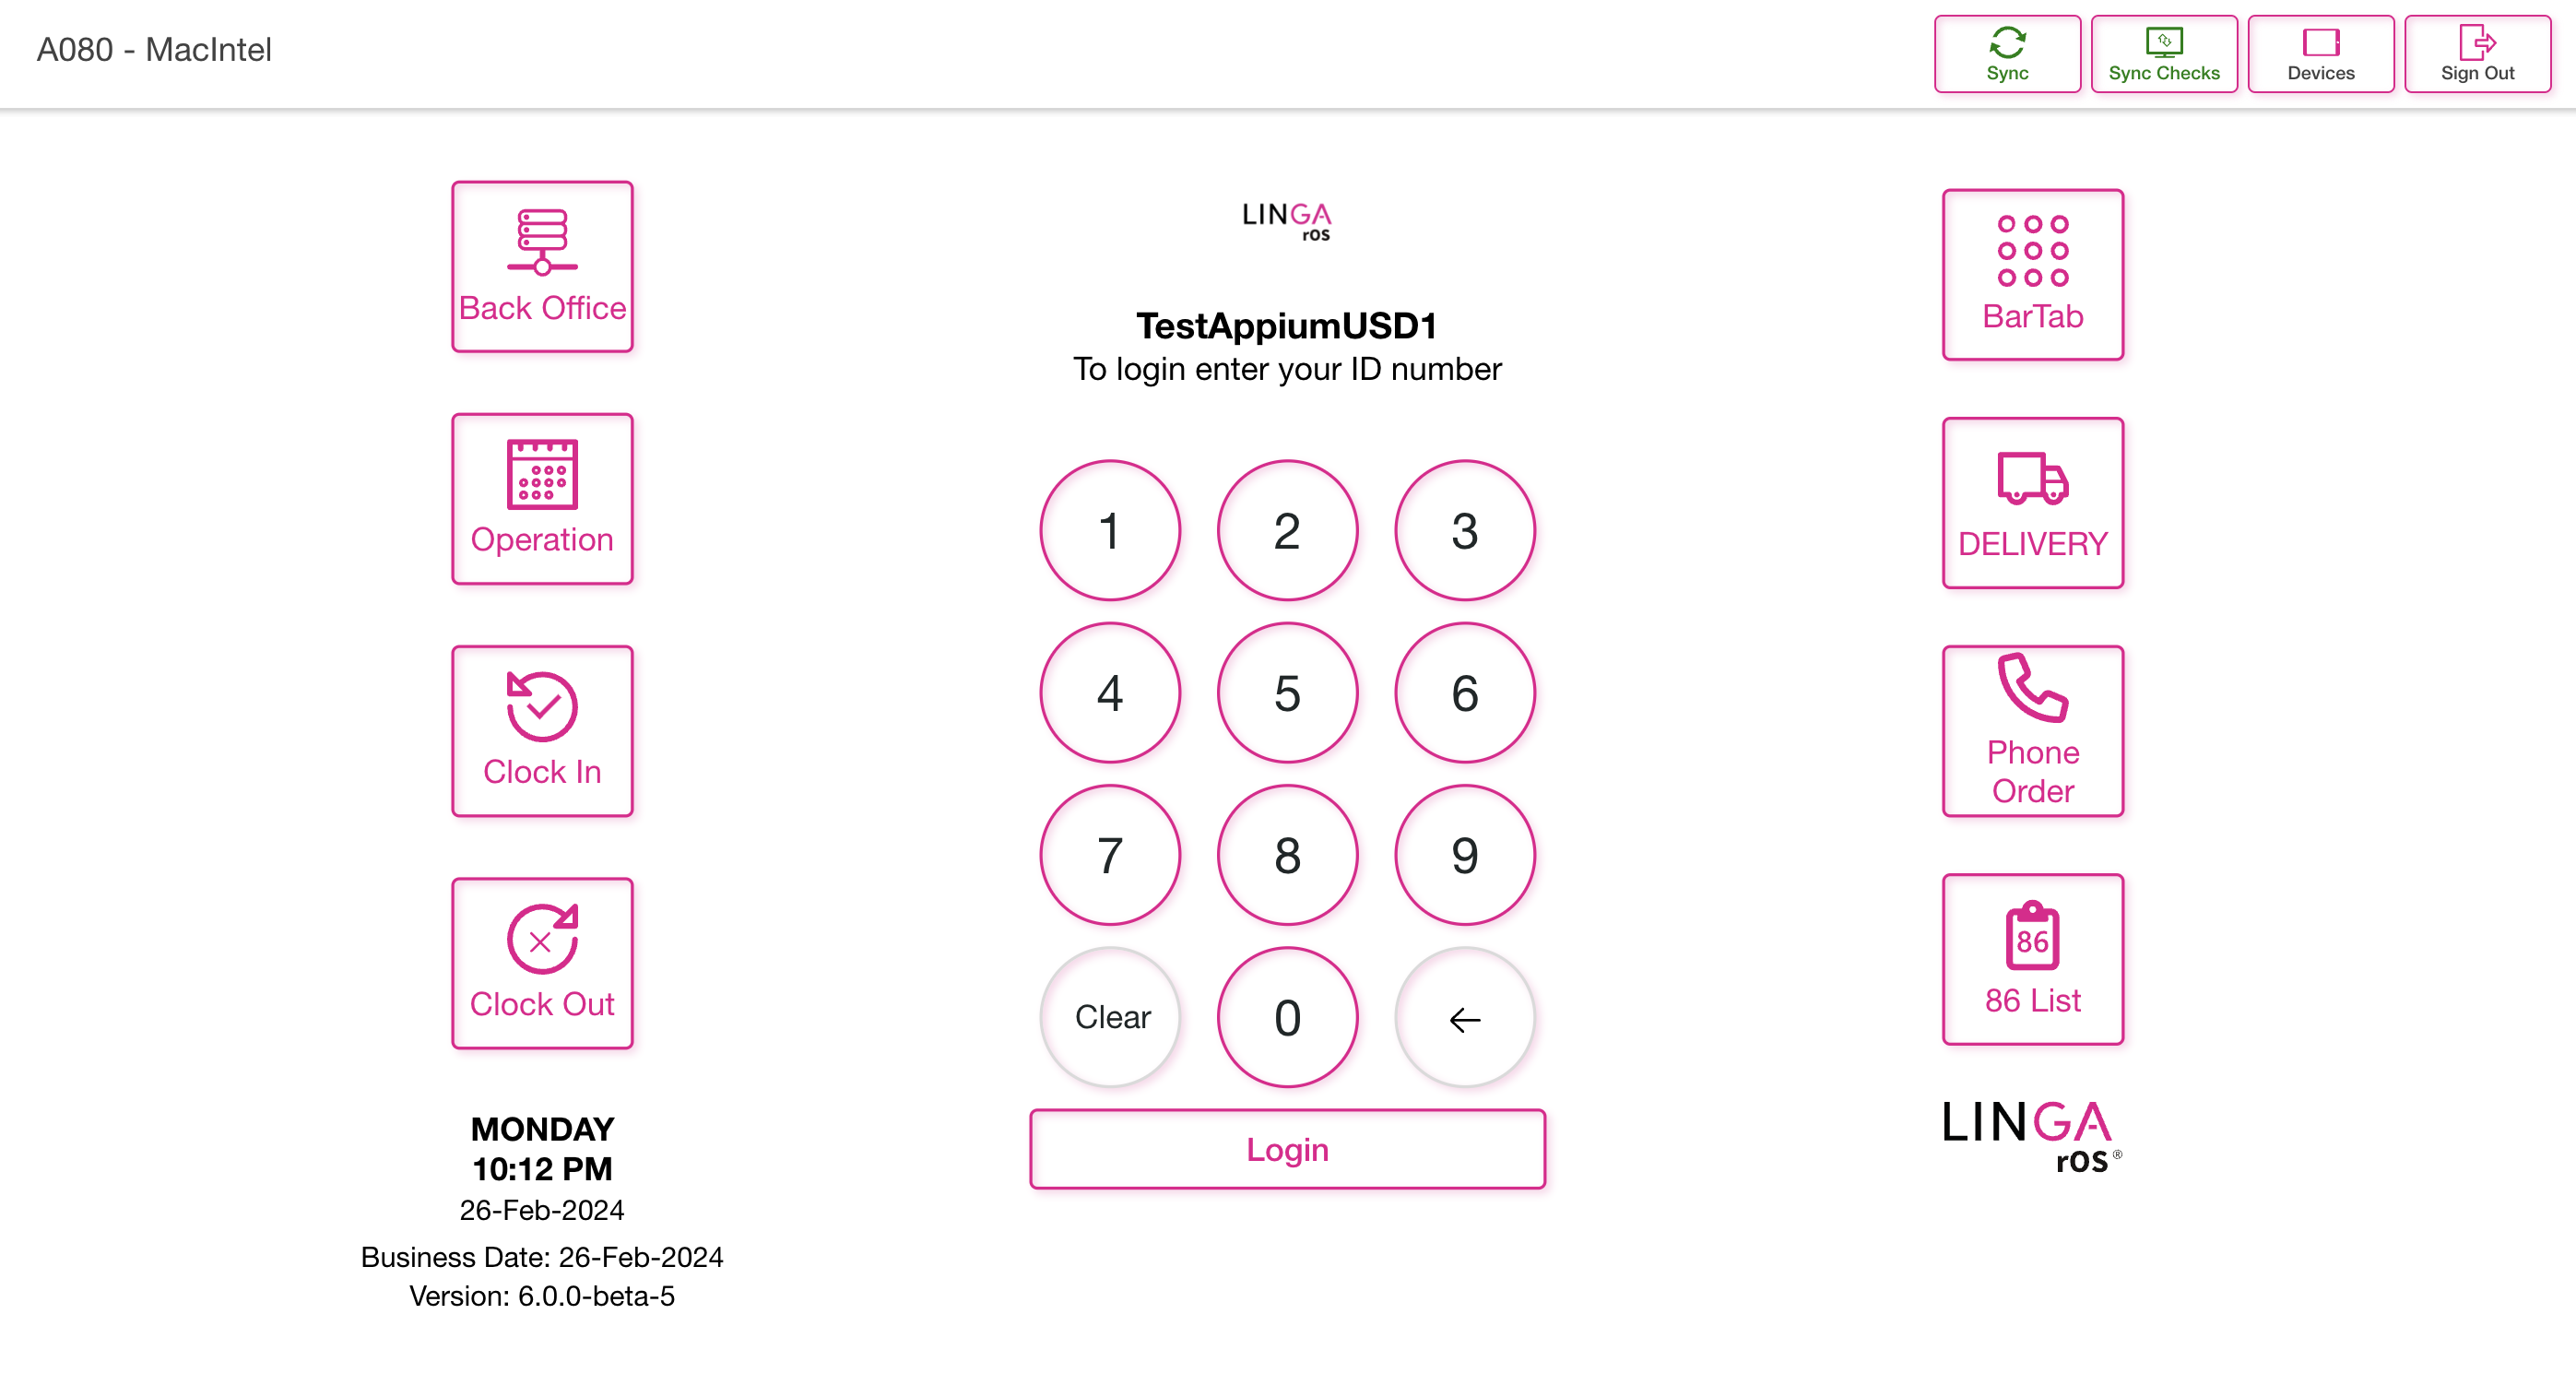 A080 - MacIntel
Sync
Sync Checks
Devices
Sign Out
Back Office
Operation
Clock In
Clock Out
MONDAY
10:12 PM
26-Feb-2024
Business Date: 26-Feb-2024
Version: 6.0.0-beta-5
LINGA
rOS
TestAppiumUSD1
To login enter your ID number
1 2 3
4 5 6
7 8 9
Clear 0 ←
Login
BarTab
DELIVERY
Phone
Order
86
86 List
LINGA
rOS ®